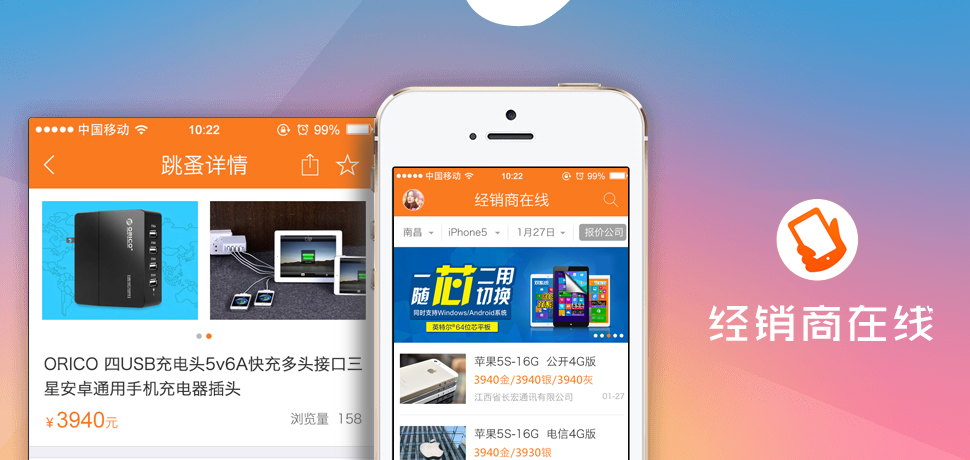 中国移动 10:22 99%
跳蚤详情
ORICO
ORICO 四USB充电头5v6A快充多头接口三
星安卓通用手机充电器插头
¥3940元 浏览量 158
中国移动 10:22 99%
经销商在线
南昌 iPhone5 1月27日 报价公司
一芯二用
随 切换
同时支持Windows/Android系统
英特尔®64位芯平板
苹果5S-16G 公开4G版
3940金/3940银/3940灰
江西省长宏通讯有限公司 01-27
苹果5S-16G 电信4G版
3940金/3930银
经销商在线